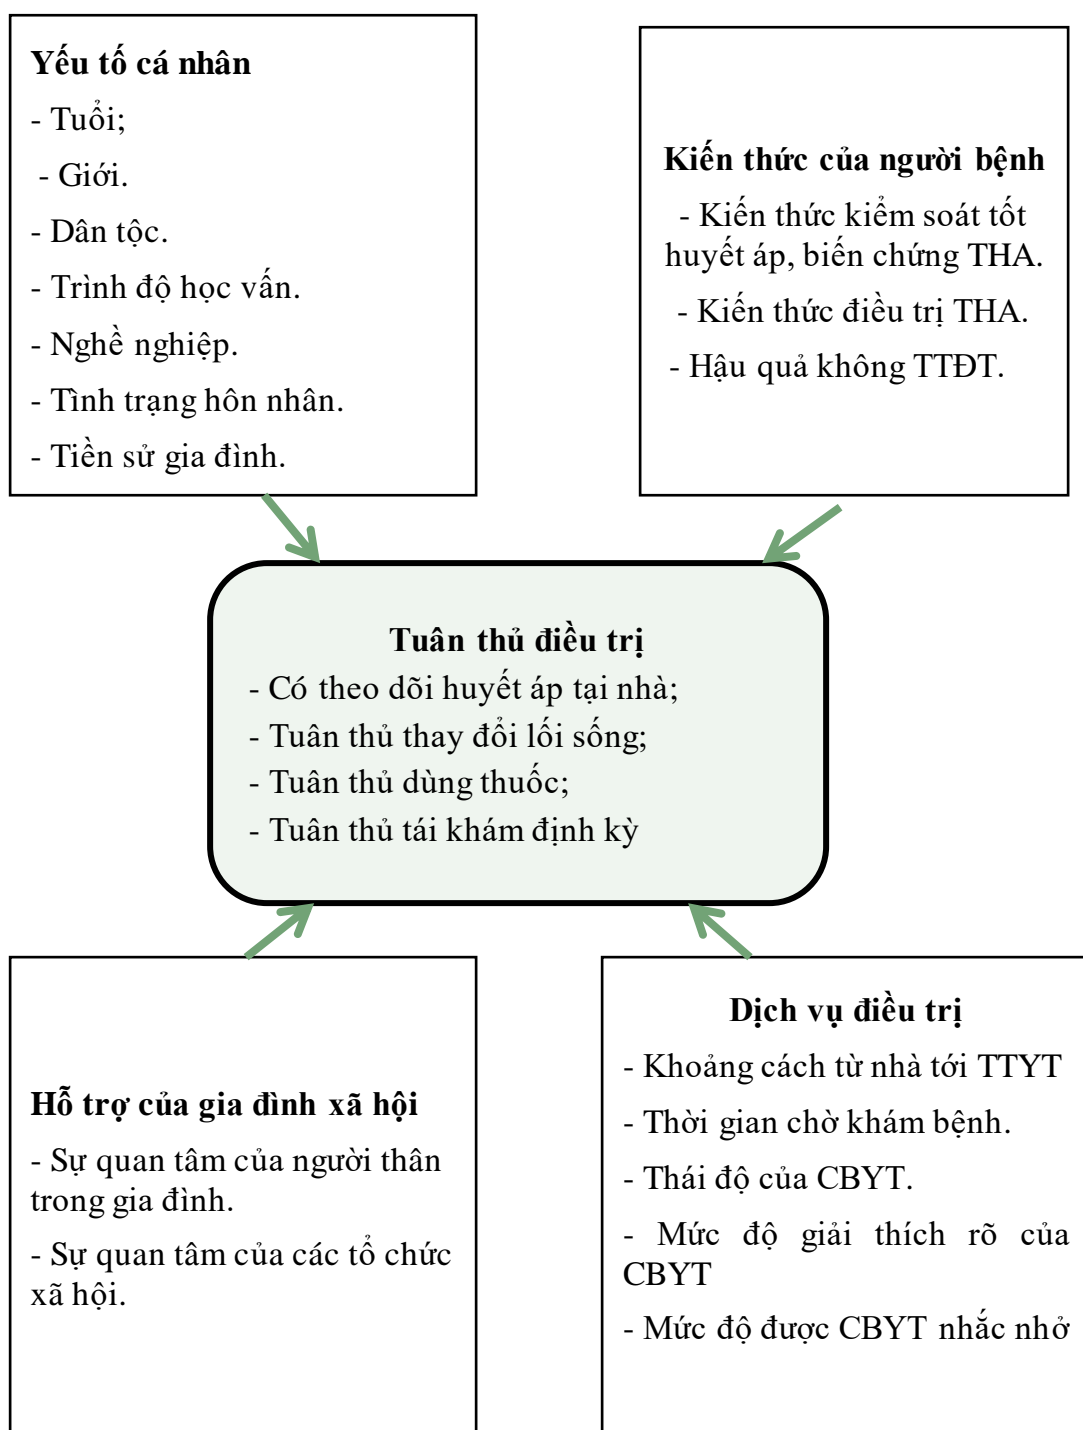 Yếu tố cá nhân
- Tuổi;
- Giới.
- Dân tộc.
- Trình độ học vấn.
- Nghề nghiệp.
- Tình trạng hôn nhân.
- Tiền sử gia đình.
Kiến thức của người bệnh
- Kiến thức kiểm soát tốt
huyết áp, biến chứng THA.
- Kiến thức điều trị THA.
- Hậu quả không TTĐT.
Tuân thủ điều trị
- Có theo dõi huyết áp tại nhà;
- Tuân thủ thay đổi lối sống;
- Tuân thủ dùng thuốc;
- Tuân thủ tái khám định kỳ
Hỗ trợ của gia đình xã hội
- Sự quan tâm của người thân
trong gia đình.
- Sự quan tâm của các tổ chức
xã hội.
Dịch vụ điều trị
- Khoảng cách từ nhà tới TTYT
- Thời gian chờ khám bệnh.
- Thái độ của CBYT.
- Mức độ giải thích rõ của
CBYT
- Mức độ được CBYT nhắc nhở